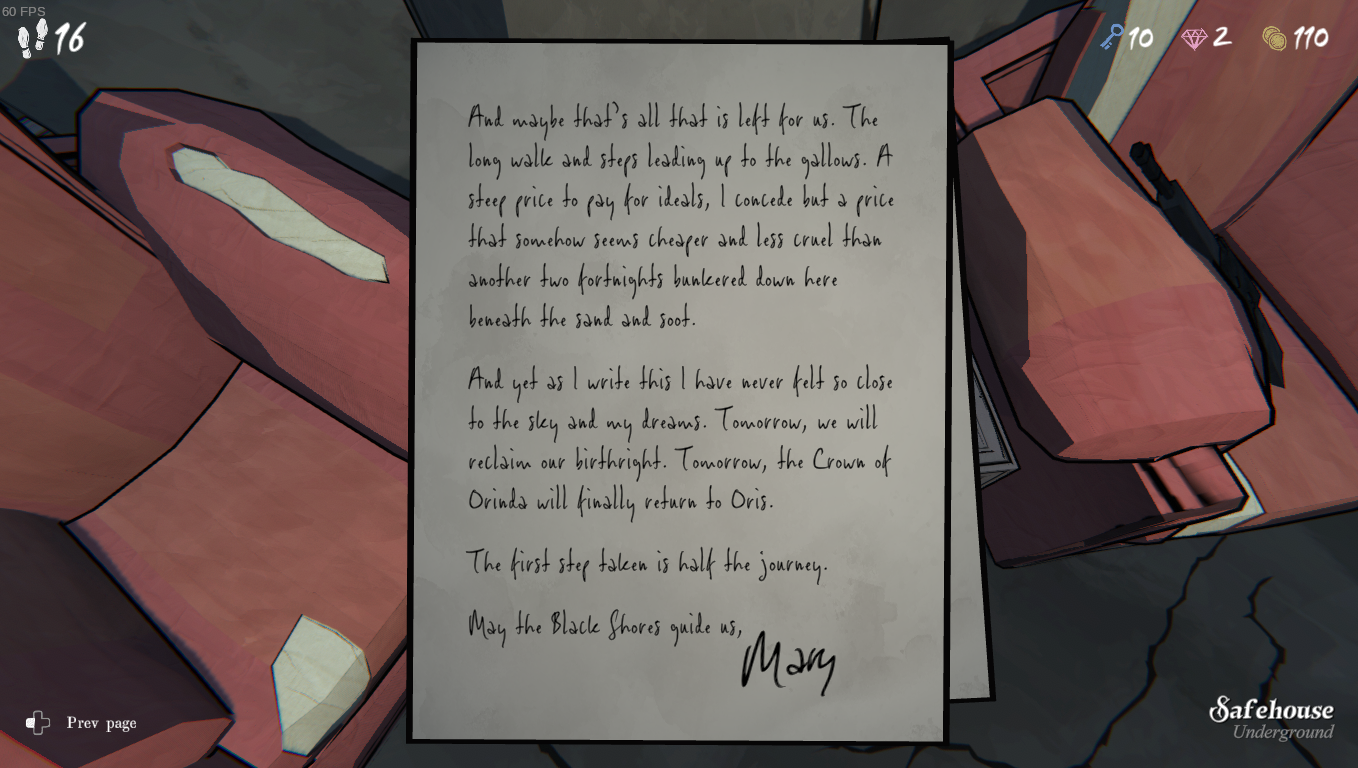 60 FPS
16
10
2
110
And maybe that's all that is left for us. The
long walk and steps leading up to the gallows. A
steep price to pay for ideals, I concede but a price
that somehow seems cheaper and less cruel than
another two fortnights bunkered down here
beneath the sand and soot.
And yet as I write this I have never felt so close
to the sky and my dreams. Tomorrow, we will
reclaim our birthright. Tomorrow, the Crown of
Orinda will finally return to Oris.
The first step taken is half the journey.
May the Black Shores guide us,
Mary
Prev page
Safehouse
Underground